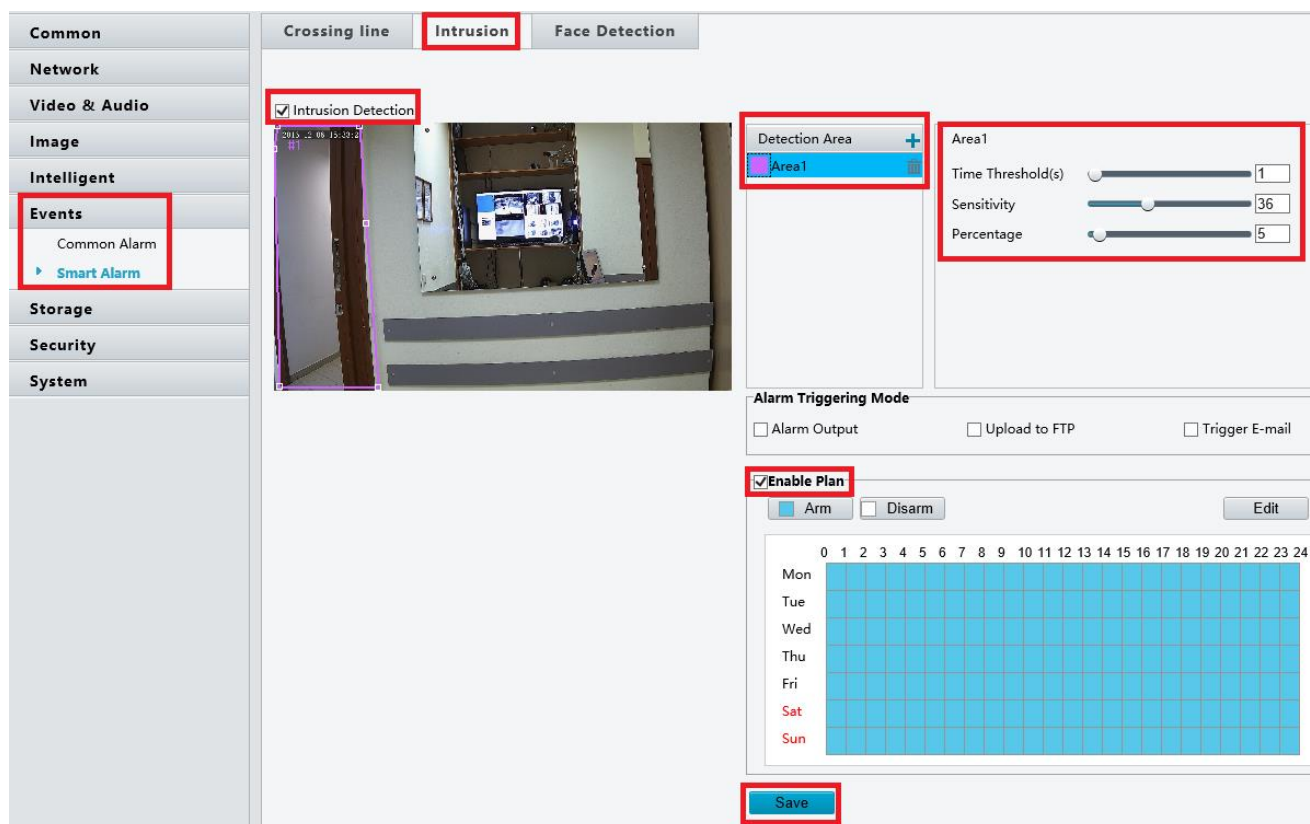 Common
Network
Video & Audio
Image
Intelligent
Events
Common Alarm
Smart Alarm
Storage
Security
System
Crossing line Intrusion Face Detection
Intrusion Detection
#1
Detection Area +
Area1
Area1
Time Threshold(s) 1
Sensitivity 36
Percentage 5
Alarm Triggering Mode
Alarm Output Upload to FTP Trigger E-mail
Enable Plan
Arm Disarm Edit
0 1 2 3 4 5 6 7 8 9 10 11 12 13 14 15 16 17 18 19 20 21 22 23 24
Mon
Tue
Wed
Thu
Fri
Sat
Sun
Save